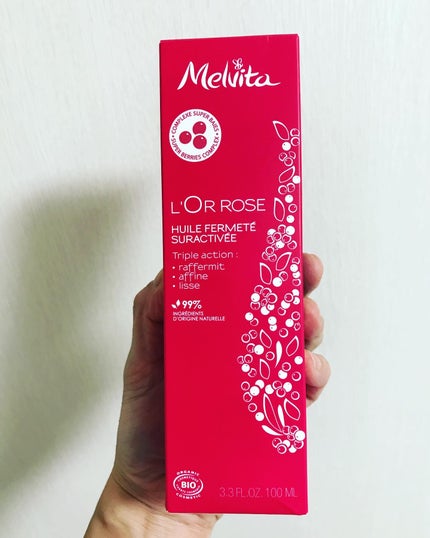 Melvita
• COMPLEXE SUPER BAIES •
SUPER BERRIES COMPLEX
L'OR ROSE
HUILE FERMETÉ
SURACTIVÉE
Triple action :
• raffermit
• affine
• lisse
99%
INGRÉDIENTS
D'ORIGINE NATURELLE
ORGANIC
BIO
COSMETIC
3.3 FL.OZ. 100 ML